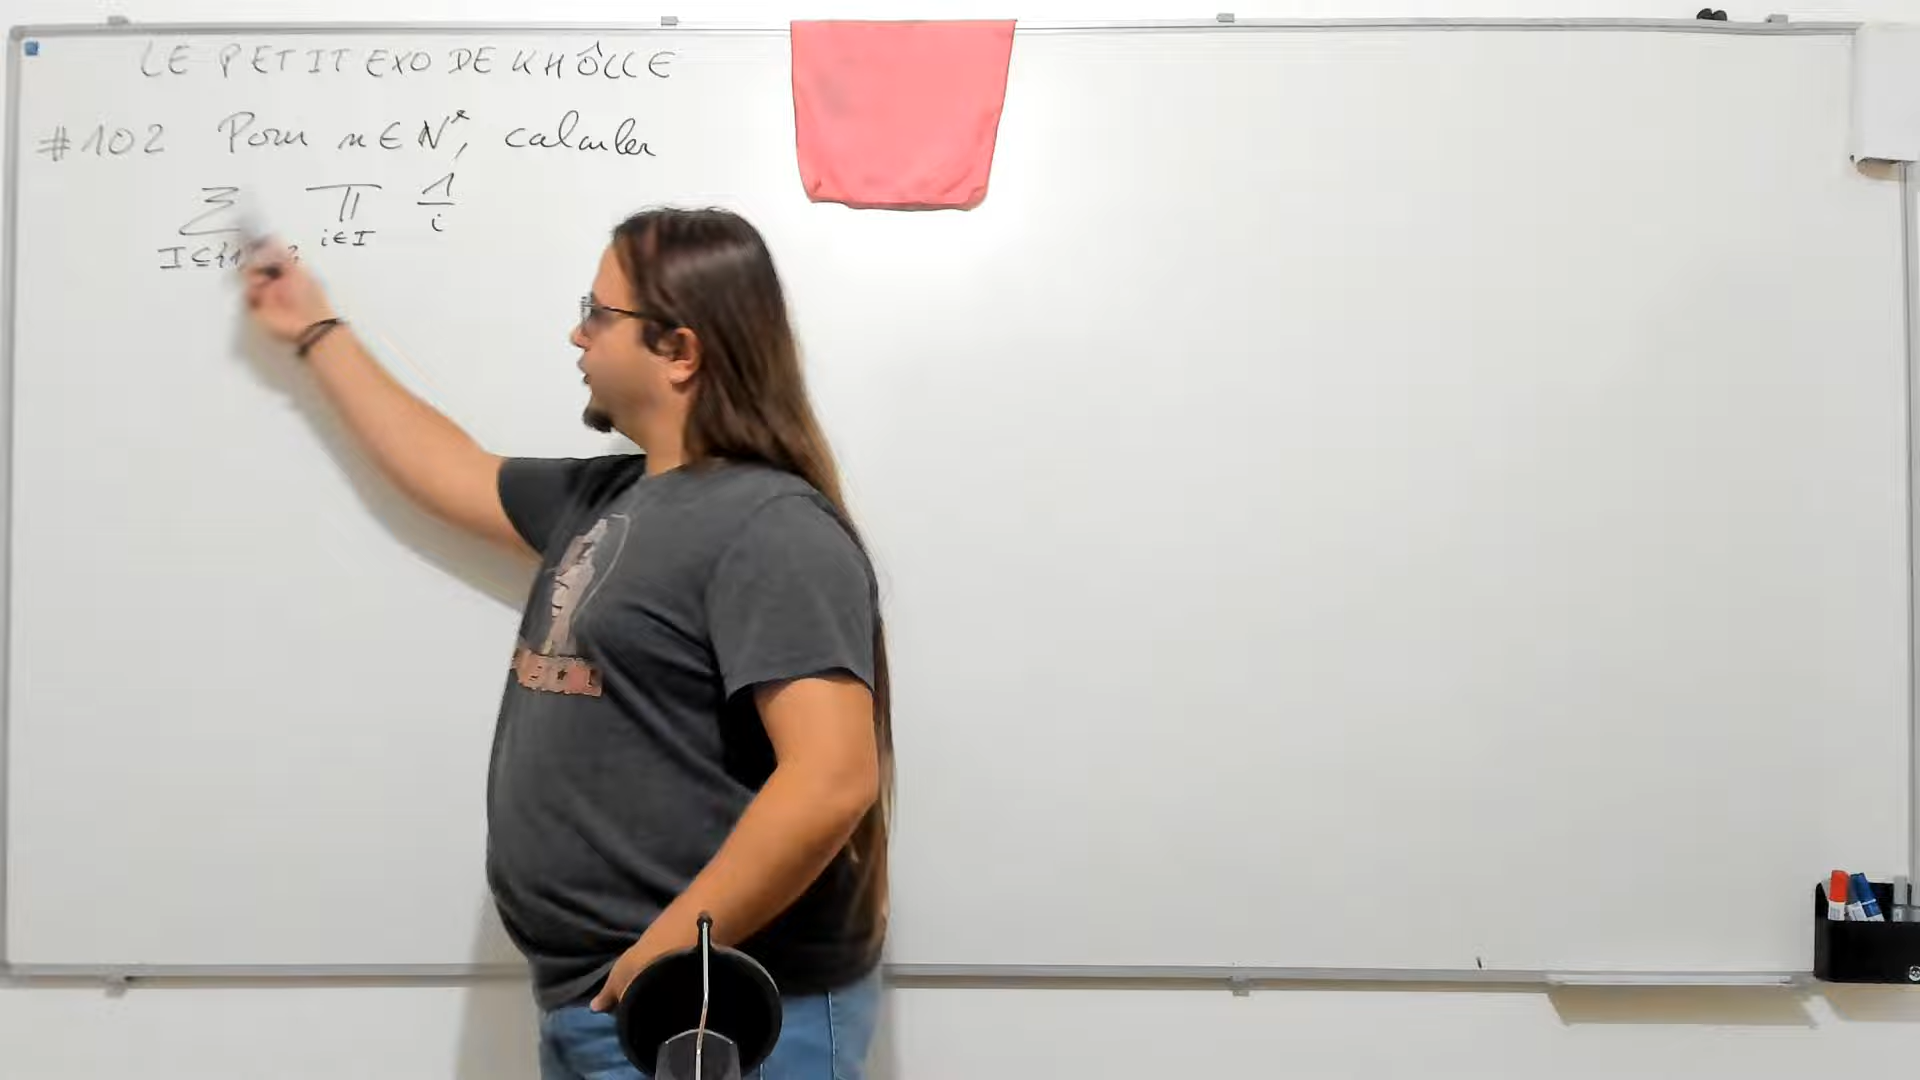 LE PETIT EXO DE KHÔLLE
#102 Pour n ∈ N*, calculer
Σ ∏ 1/i
I ⊆ {1 i ∈ I